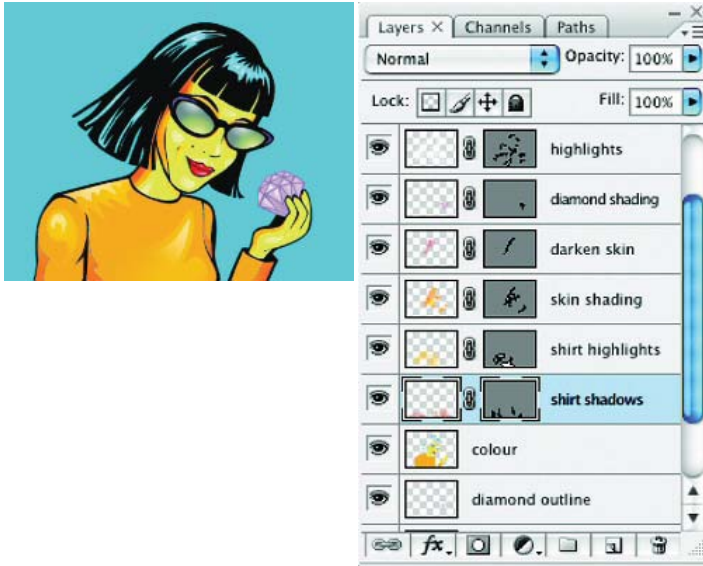 Layers × Channels Paths
Normal Opacity: 100%
Lock: Fill: 100%
highlights
diamond shading
darken skin
skin shading
shirt highlights
shirt shadows
colour
diamond outline
fx.